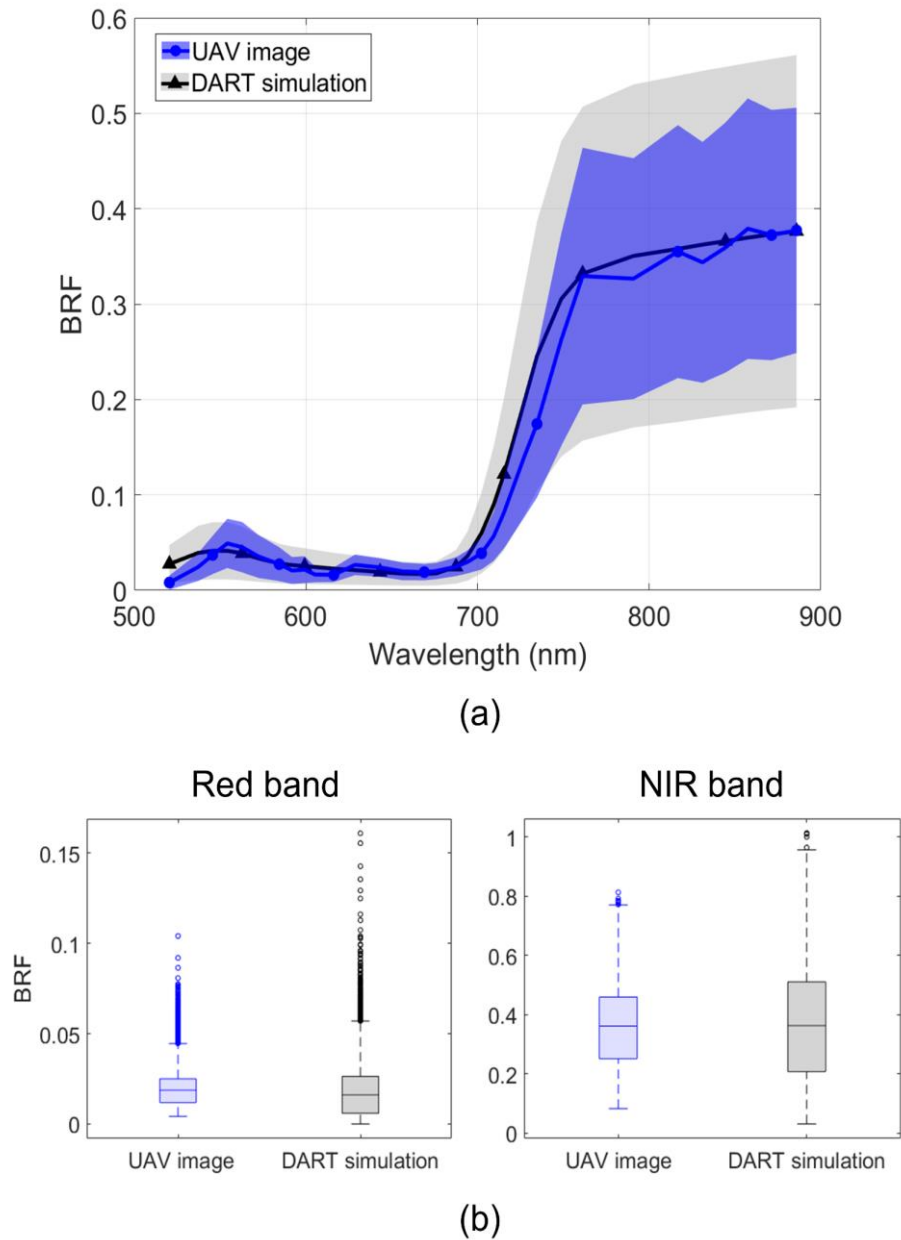 0.6
UAV image
DART simulation
0.5
0.4
BRF
0.3
0.2
0.1
0
500
600
700
800
900
Wavelength (nm)
(a)
Red band
NIR band
0.15
0.1
BRF
0.05
0
UAV image
DART simulation
1
0.8
0.6
0.4
0.2
0
UAV image
DART simulation
(b)